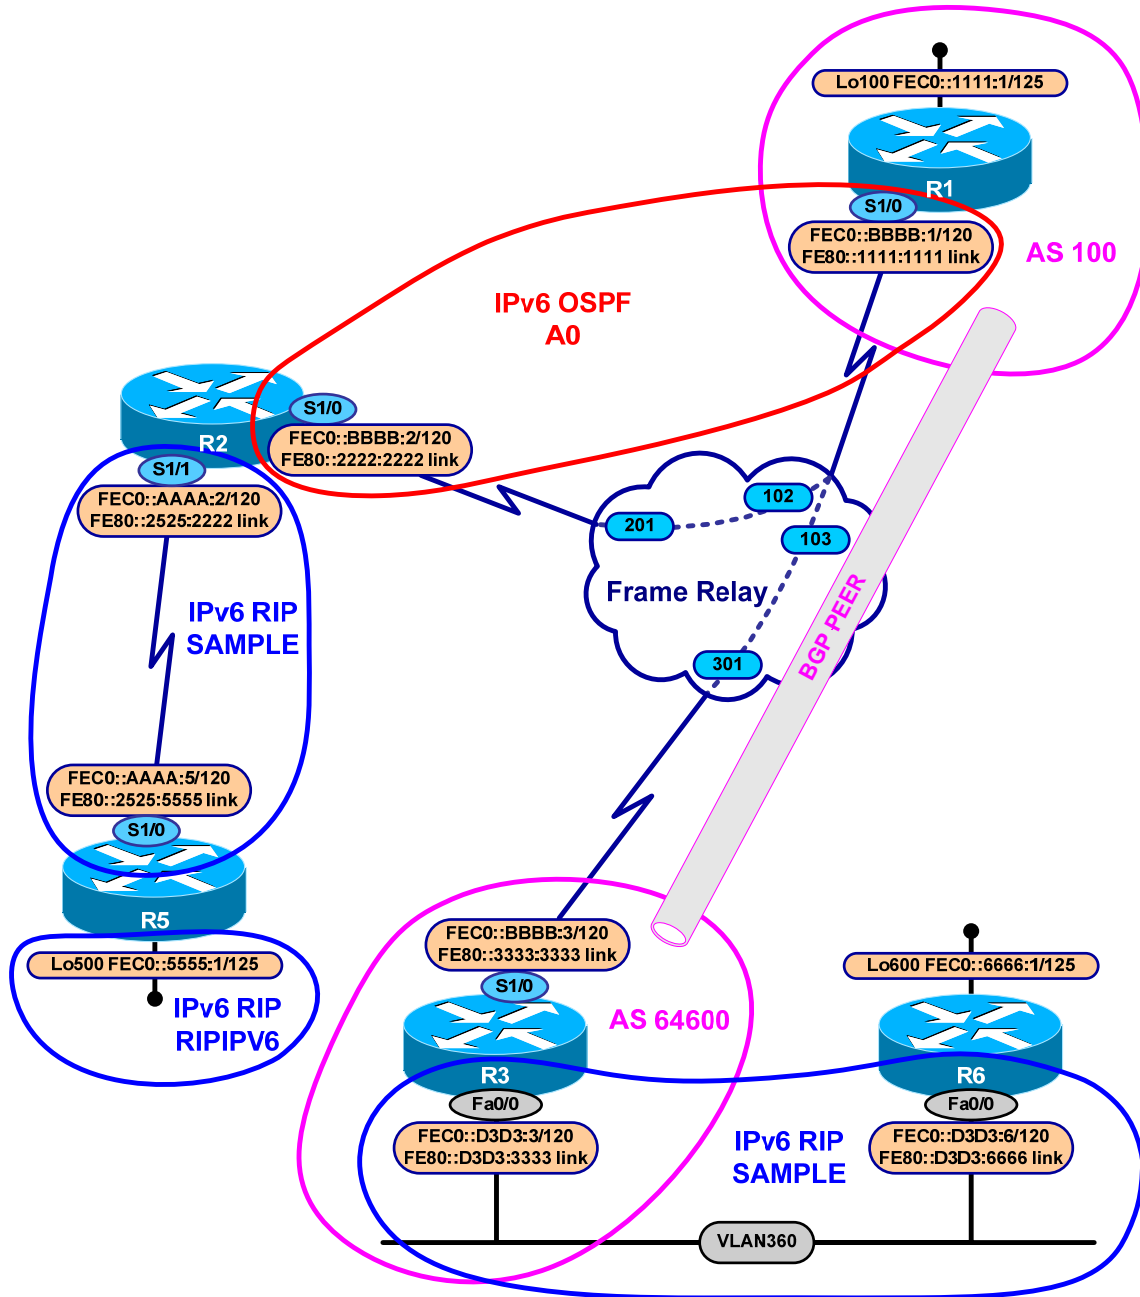 Lo100 FEC0::1111:1/125
R1
S1/0
FEC0::BBBB:1/120
FE80::1111:1111 link
AS 100
IPv6 OSPF
A0
S1/0
R2
FEC0::BBBB:2/120
FE80::2222:2222 link
S1/1
FEC0::AAAA:2/120
FE80::2525:2222 link
102
201
103
Frame Relay
BGP PEER
IPv6 RIP
SAMPLE
301
FEC0::AAAA:5/120
FE80::2525:5555 link
S1/0
R5
Lo500 FEC0::5555:1/125
IPv6 RIP
RIPIPV6
FEC0::BBBB:3/120
FE80::3333:3333 link
S1/0
AS 64600
R3
Fa0/0
FEC0::D3D3:3/120
FE80::D3D3:3333 link
Lo600 FEC0::6666:1/125
R6
Fa0/0
FEC0::D3D3:6/120
FE80::D3D3:6666 link
IPv6 RIP
SAMPLE
VLAN360